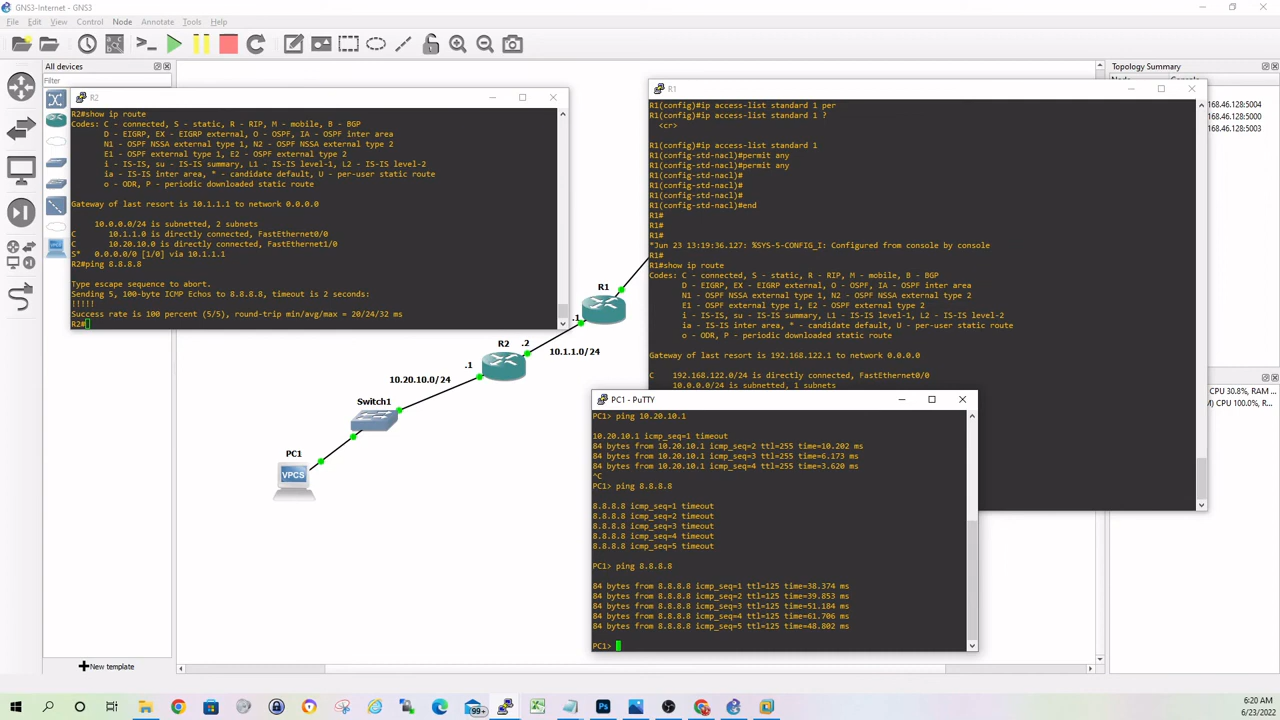 GNS3-Internet - GNS3
File Edit View Control Node Annotate Tools Help
All devices
Filter
New template
R2
R2#show ip route
Codes: C - connected, S - static, R - RIP, M - mobile, B - BGP
D - EIGRP, EX - EIGRP external, O - OSPF, IA - OSPF inter area
N1 - OSPF NSSA external type 1, N2 - OSPF NSSA external type 2
E1 - OSPF external type 1, E2 - OSPF external type 2
i - IS-IS, su - IS-IS summary, L1 - IS-IS level-1, L2 - IS-IS level-2
ia - IS-IS inter area, * - candidate default, U - per-user static route
o - ODR, P - periodic downloaded static route
Gateway of last resort is 10.1.1.1 to network 0.0.0.0
10.0.0.0/24 is subnetted, 2 subnets
C 10.1.1.0 is directly connected, FastEthernet0/0
C 10.20.10.0 is directly connected, FastEthernet1/0
S* 0.0.0.0/0 [1/0] via 10.1.1.1
R2#ping 8.8.8.8
Type escape sequence to abort.
Sending 5, 100-byte ICMP Echos to 8.8.8.8, timeout is 2 seconds:
!!!!!
Success rate is 100 percent (5/5), round-trip min/avg/max = 20/24/32 ms
R2#
R1
.1
R2
.2
10.1.1.0/24
.1
10.20.10.0/24
Switch1
PC1
VPCS
R1
R1(config)#ip access-list standard 1 per
R1(config)#ip access-list standard 1 ?
<cr>
R1(config)#ip access-list standard 1
R1(config-std-nacl)#permit any
R1(config-std-nacl)#permit any
R1(config-std-nacl)#
R1(config-std-nacl)#
R1(config-std-nacl)#
R1(config-std-nacl)#end
R1#
R1#
R1#
*Jun 23 13:19:36.127: %SYS-5-CONFIG_I: Configured from console by console
R1#
R1#show ip route
Codes: C - connected, S - static, R - RIP, M - mobile, B - BGP
D - EIGRP, EX - EIGRP external, O - OSPF, IA - OSPF inter area
N1 - OSPF NSSA external type 1, N2 - OSPF NSSA external type 2
E1 - OSPF external type 1, E2 - OSPF external type 2
i - IS-IS, su - IS-IS summary, L1 - IS-IS level-1, L2 - IS-IS level-2
ia - IS-IS inter area, * - candidate default, U - per-user static route
o - ODR, P - periodic downloaded static route
Gateway of last resort is 192.168.122.1 to network 0.0.0.0
C 192.168.122.0/24 is directly connected, FastEthernet0/0
10.0.0.0/24 is subnetted, 1 subnets
PC1 - PuTTY
PC1> ping 10.20.10.1
10.20.10.1 icmp_seq=1 timeout
84 bytes from 10.20.10.1 icmp_seq=2 ttl=255 time=10.202 ms
84 bytes from 10.20.10.1 icmp_seq=3 ttl=255 time=6.173 ms
84 bytes from 10.20.10.1 icmp_seq=4 ttl=255 time=3.620 ms
^C
PC1> ping 8.8.8.8
8.8.8.8 icmp_seq=1 timeout
8.8.8.8 icmp_seq=2 timeout
8.8.8.8 icmp_seq=3 timeout
8.8.8.8 icmp_seq=4 timeout
8.8.8.8 icmp_seq=5 timeout
PC1> ping 8.8.8.8
84 bytes from 8.8.8.8 icmp_seq=1 ttl=125 time=38.374 ms
84 bytes from 8.8.8.8 icmp_seq=2 ttl=125 time=39.853 ms
84 bytes from 8.8.8.8 icmp_seq=3 ttl=125 time=51.184 ms
84 bytes from 8.8.8.8 icmp_seq=4 ttl=125 time=61.706 ms
84 bytes from 8.8.8.8 icmp_seq=5 ttl=125 time=48.802 ms
PC1>
Topology Summary
168.46.128:5004
168.46.128:5002
168.46.128:5003
CPU 30.8%, RAM
) CPU 100.0%,
99+
6:20 AM
6/23/2022